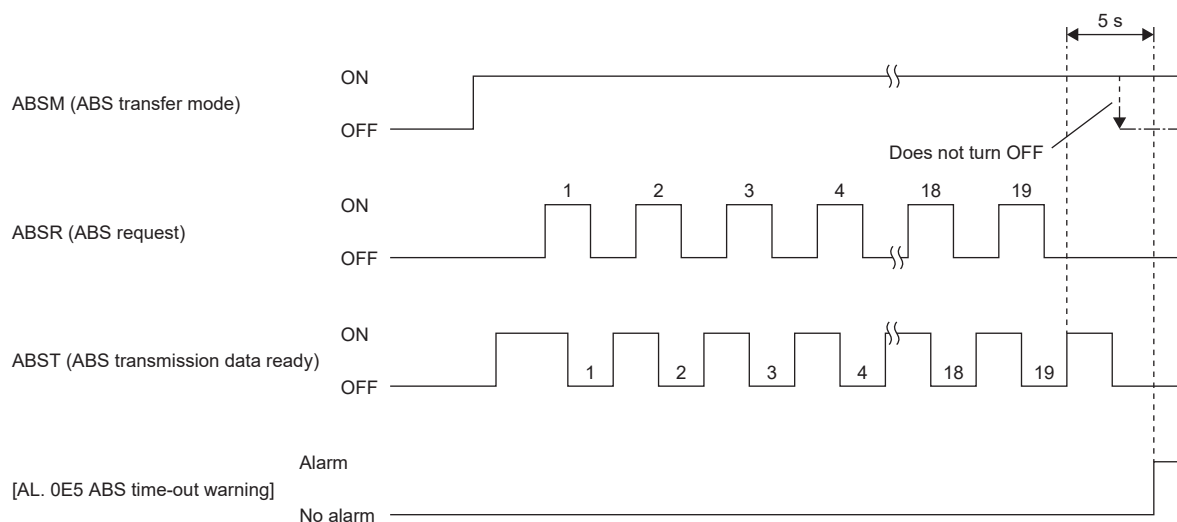 5 s
ON
ABSM (ABS transfer mode)
OFF
Does not turn OFF
1 2 3 4 18 19
ON
ABSR (ABS request)
OFF
ON
ABST (ABS transmission data ready)
OFF
1 2 3 4 18 19
Alarm
[AL. 0E5 ABS time-out warning]
No alarm